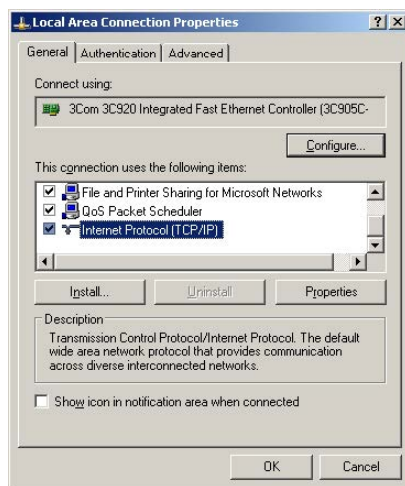 Local Area Connection Properties
General Authentication Advanced
Connect using:
3Com 3C920 Integrated Fast Ethernet Controller (3C905C-
Configure...
This connection uses the following items:
File and Printer Sharing for Microsoft Networks
QoS Packet Scheduler
Internet Protocol (TCP/IP)
Install... Uninstall Properties
Description
Transmission Control Protocol/Internet Protocol. The default
wide area network protocol that provides communication
across diverse interconnected networks.
Show icon in notification area when connected
OK Cancel